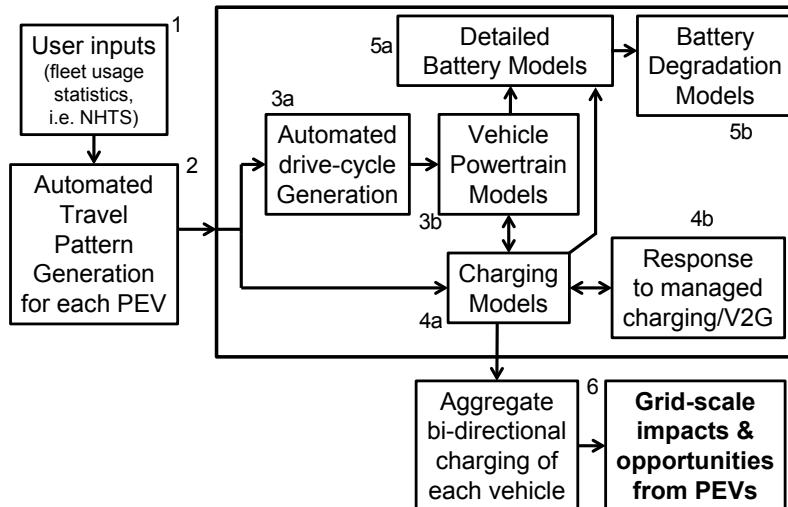 1
User inputs
(fleet usage
statistics,
i.e. NHTS)
2
Automated
Travel
Pattern
Generation
for each PEV
3a
Automated
drive-cycle
Generation
3b
Vehicle
Powertrain
Models
5a
Detailed
Battery Models
Battery
Degradation
Models
5b
4a
Charging
Models
4b
Response
to managed
charging/V2G
Aggregate
bi-directional
charging of
each vehicle
6
Grid-scale
impacts &
opportunities
from PEVs